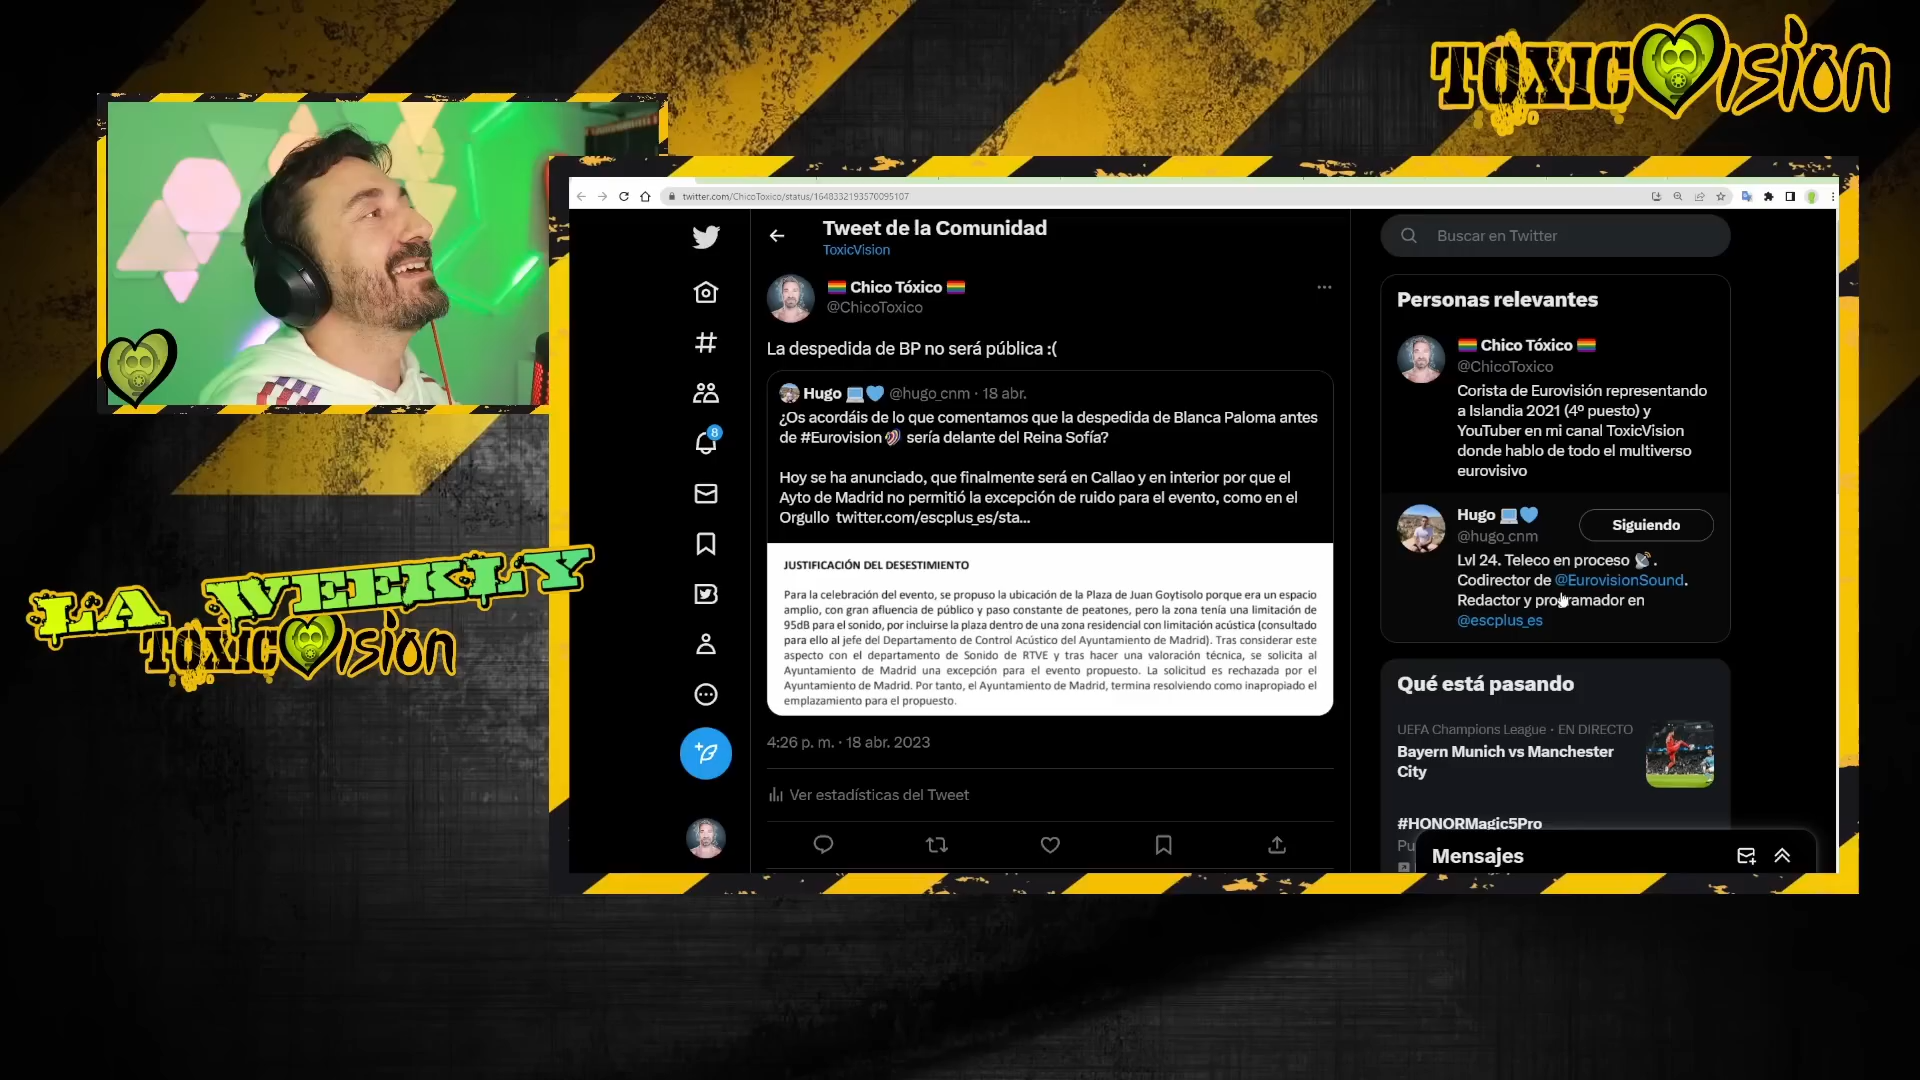 TOXICVision
twitter.com/ChicoToxico/status/1648332193570095107
Tweet de la Comunidad
ToxicVision
Chico Tóxico
@ChicoToxico
La despedida de BP no será pública :(
Hugo @hugo_cnm · 18 abr.
¿Os acordáis de lo que comentamos que la despedida de Blanca Paloma antes
de #Eurovision sería delante del Reina Sofía?
Hoy se ha anunciado, que finalmente será en Callao y en interior por que el
Ayto de Madrid no permitió la excepción de ruido para el evento, como en el
Orgullo twitter.com/escplus_es/sta...
JUSTIFICACIÓN DEL DESESTIMIENTO
Para la celebración del evento, se propuso la ubicación de la Plaza de Juan Goytisolo porque era un espacio
amplio, con gran afluencia de público y paso constante de peatones, pero la zona tenía una limitación de
95dB para el sonido, por incluirse la plaza dentro de una zona residencial con limitación acústica (consultado
para ello al jefe del Departamento de Control Acústico del Ayuntamiento de Madrid). Tras considerar este
aspecto con el departamento de Sonido de RTVE y tras hacer una valoración técnica, se solicita al
Ayuntamiento de Madrid una excepción para el evento propuesto. La solicitud es rechazada por el
Ayuntamiento de Madrid. Por tanto, el Ayuntamiento de Madrid, termina resolviendo como inapropiado el
emplazamiento para el propuesto.
4:26 p. m. · 18 abr. 2023
Ver estadísticas del Tweet
8
Buscar en Twitter
Personas relevantes
Chico Tóxico
@ChicoToxico
Corista de Eurovisión representando
a Islandia 2021 (4º puesto) y
YouTuber en mi canal ToxicVision
donde hablo de todo el multiverso
eurovisivo
Hugo
@hugo_cnm
Siguiendo
Lvl 24. Teleco en proceso .
Codirector de @EurovisionSound.
Redactor y programador en
@escplus_es
Qué está pasando
UEFA Champions League · EN DIRECTO
Bayern Munich vs Manchester
City
#HONORMagic5Pro
Pu
Mensajes
LA WEEKLY
TOXICVision